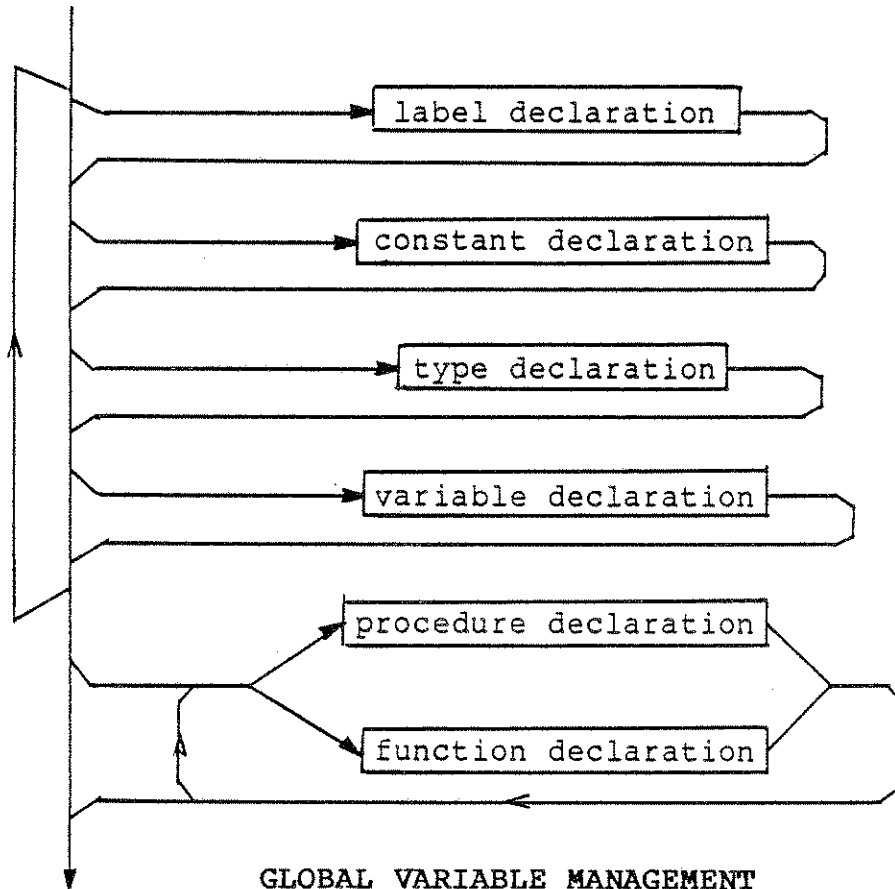 label declaration
constant declaration
type declaration
variable declaration
procedure declaration
function declaration
GLOBAL VARIABLE MANAGEMENT